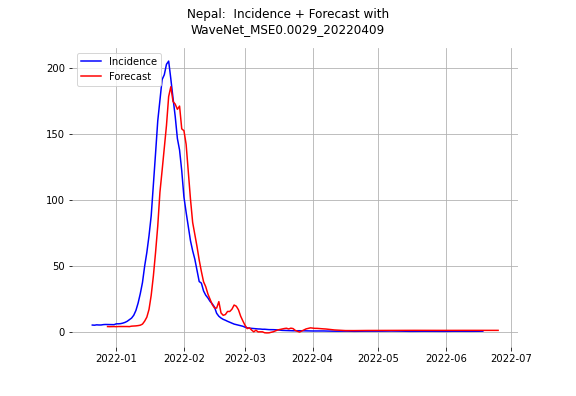 Nepal:  Incidence + Forecast with
WaveNet_MSE0.0029_20220409
Incidence
Forecast
200
150
100
50
0
2022-01 2022-02 2022-03 2022-04 2022-05 2022-06 2022-07